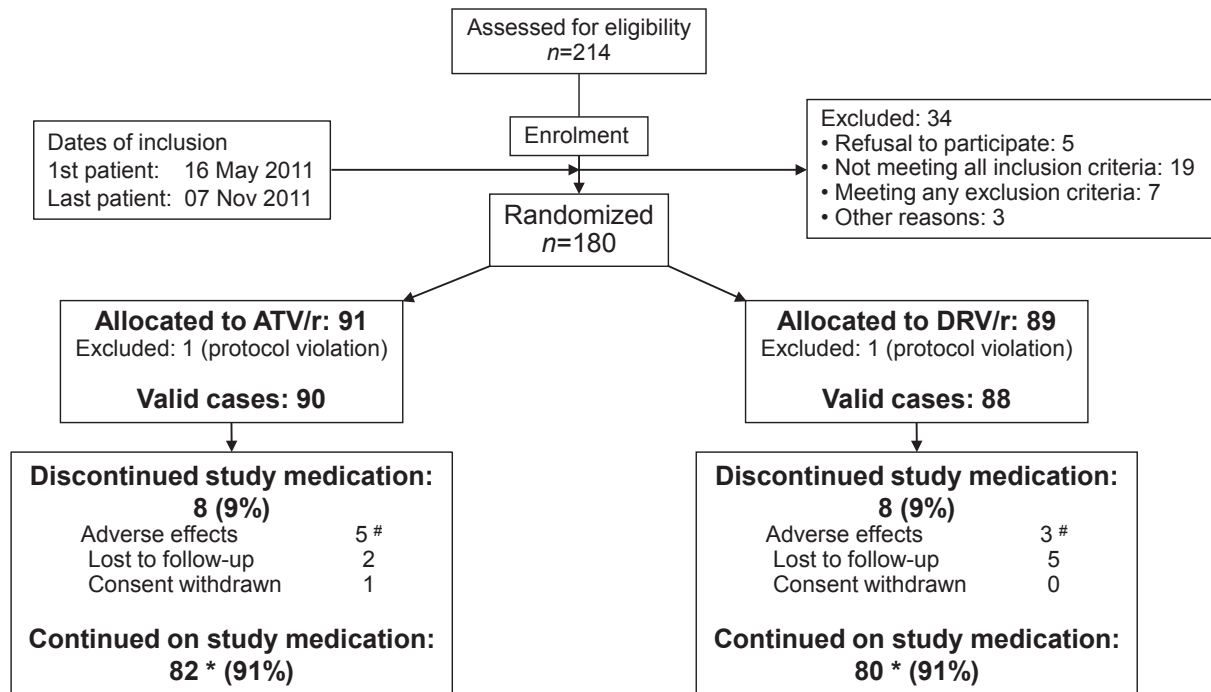 Assessed for eligibility
n=214
Enrolment
Dates of inclusion
1st patient: 16 May 2011
Last patient: 07 Nov 2011
Excluded: 34
• Refusal to participate: 5
• Not meeting all inclusion criteria: 19
• Meeting any exclusion criteria: 7
• Other reasons: 3
Randomized
n=180
Allocated to ATV/r: 91
Excluded: 1 (protocol violation)
Valid cases: 90
Allocated to DRV/r: 89
Excluded: 1 (protocol violation)
Valid cases: 88
Discontinued study medication:
8 (9%)
Adverse effects 5 #
Lost to follow-up 2
Consent withdrawn 1
Continued on study medication:
82 * (91%)
Discontinued study medication:
8 (9%)
Adverse effects 3 #
Lost to follow-up 5
Consent withdrawn 0
Continued on study medication:
80 * (91%)